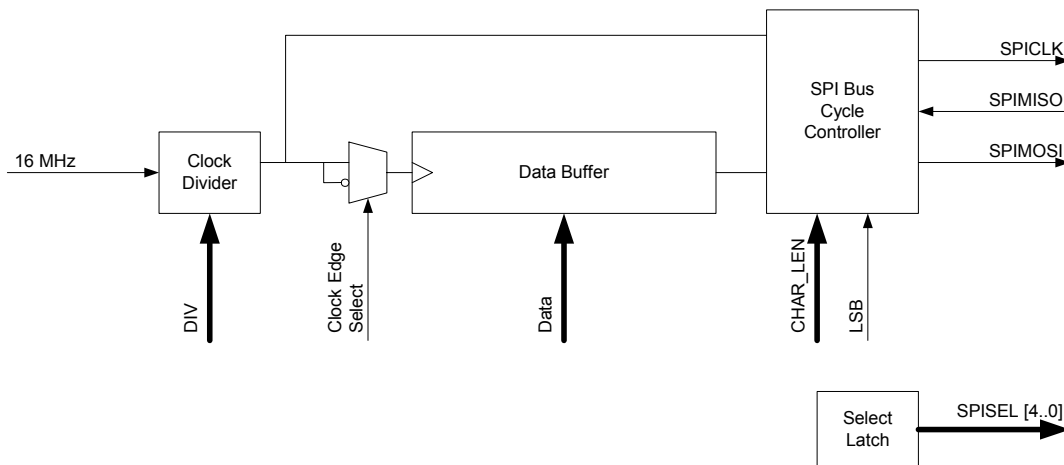 SPICLK
SPI Bus
Cycle
Controller
SPIMISO
SPIMOSI
16 MHz
Clock
Divider
Data Buffer
DIV
Clock Edge
Select
Data
CHAR_LEN
LSB
Select
Latch
SPISEL [4..0]